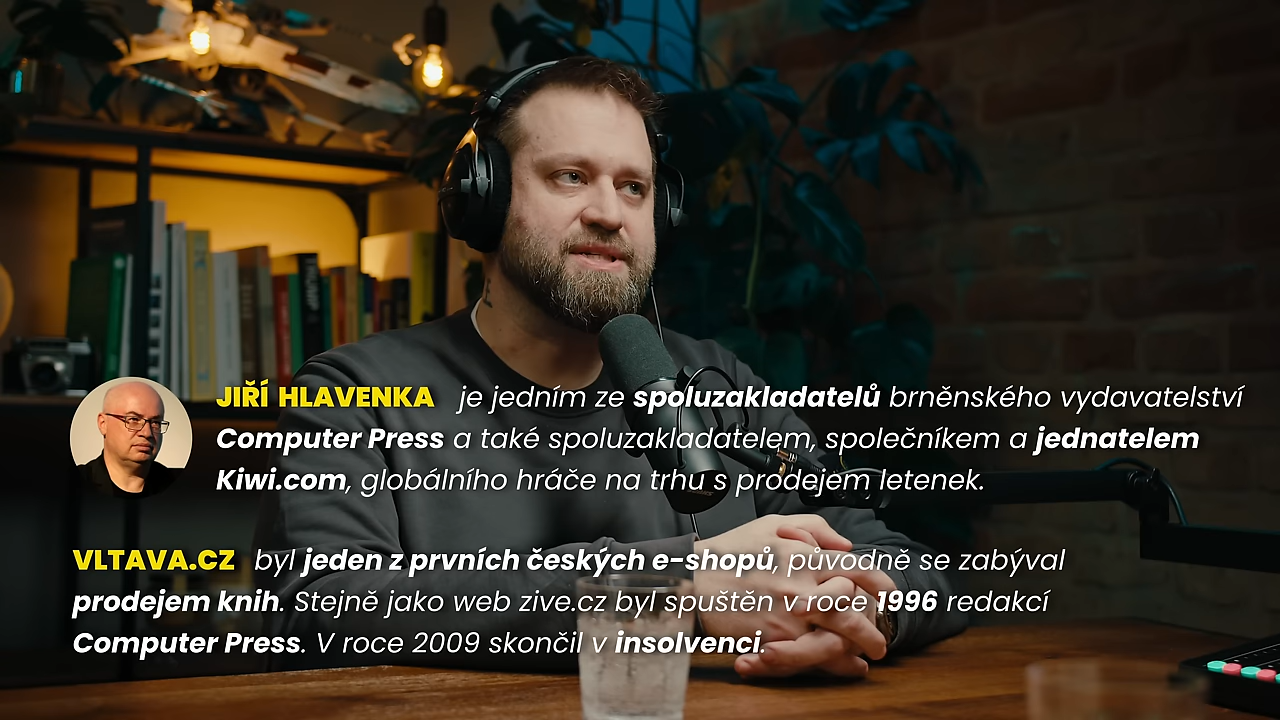 JIŘÍ HLAVENKA je jedním ze spoluzakladatelů brněnského vydavatelství
Computer Press a také spoluzakladatelem, společníkem a jednatelem
Kiwi.com, globálního hráče na trhu s prodejem letenek.
VLTAVA.CZ byl jeden z prvních českých e-shopů, původně se zabýval
prodejem knih. Stejně jako web zive.cz byl spuštěn v roce 1996 redakcí
Computer Press. V roce 2009 skončil v insolvenci.